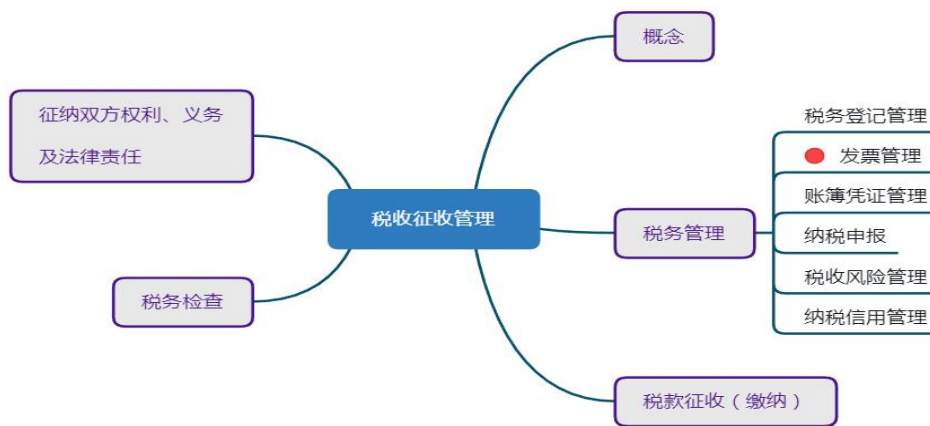 概念
征纳双方权利、义务
及法律责任
税收征收管理
税务管理
税务登记管理
发票管理
账簿凭证管理
纳税申报
税收风险管理
纳税信用管理
税务检查
税款征收（缴纳）